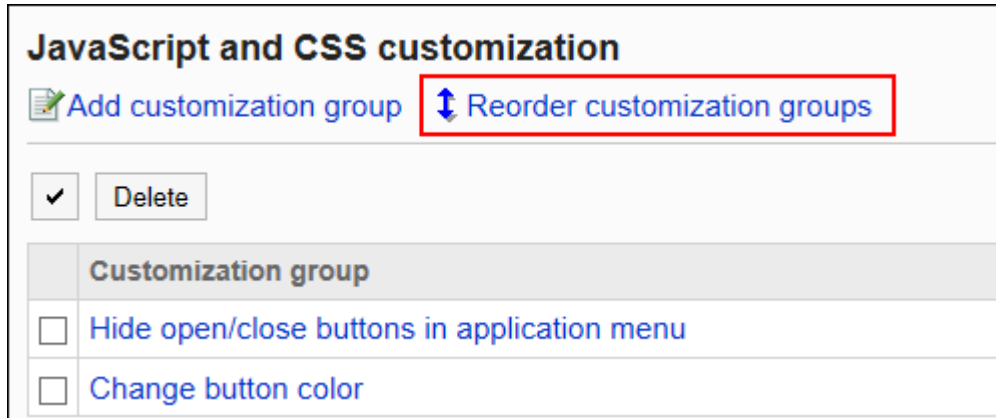 JavaScript and CSS customization
Add customization group Reorder customization groups
Delete
Customization group
Hide open/close buttons in application menu
Change button color